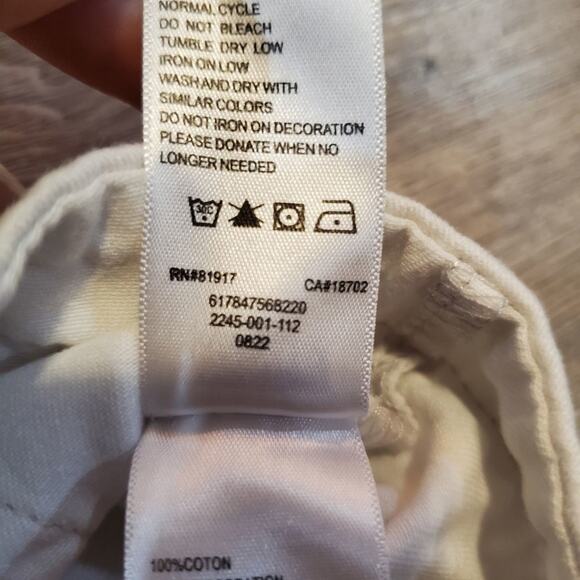 NORMAL CYCLE
DO NOT BLEACH
TUMBLE DRY LOW
IRON ON LOW
WASH AND DRY WITH
SIMILAR COLORS
DO NOT IRON ON DECORATION
PLEASE DONATE WHEN NO
LONGER NEEDED
30C
RN#81917 CA#18702
617847568220
2245-001-112
0822
100%COTTON